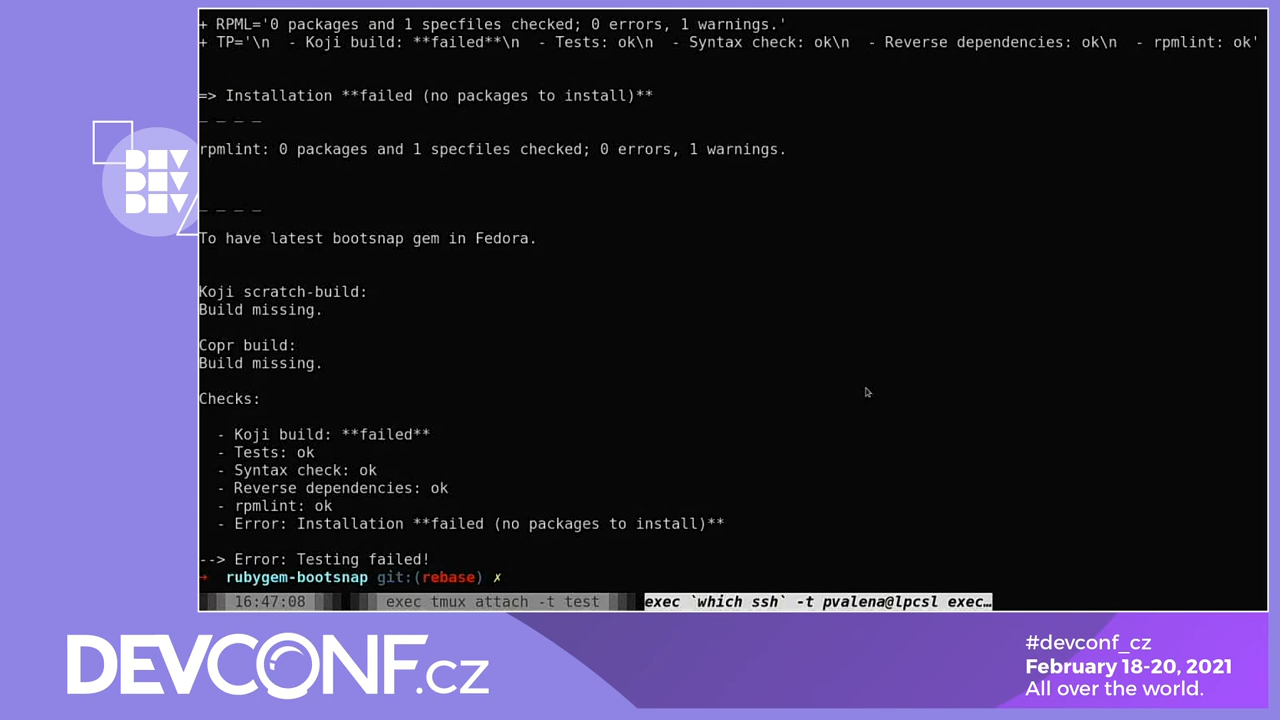 + RPML='0 packages and 1 specfiles checked; 0 errors, 1 warnings.'
+ TP='\n  - Koji build: **failed**\n  - Tests: ok\n  - Syntax check: ok\n  - Reverse dependencies: ok\n  - rpmlint: ok'
=> Installation **failed (no packages to install)**
_ _ _ _
rpmlint: 0 packages and 1 specfiles checked; 0 errors, 1 warnings.
_ _ _ _
To have latest bootsnap gem in Fedora.
Koji scratch-build:
Build missing.
Copr build:
Build missing.
Checks:
- Koji build: **failed**
- Tests: ok
- Syntax check: ok
- Reverse dependencies: ok
- rpmlint: ok
- Error: Installation **failed (no packages to install)**
--> Error: Testing failed!
→ rubygem-bootsnap git:(rebase) ✗
16:47:08 exec tmux attach -t test exec `which ssh` -t pvalena@lpcsl exec…
DEV
DEV
DEV
DEVCONF.cz
#devconf_cz
February 18-20, 2021
All over the world.